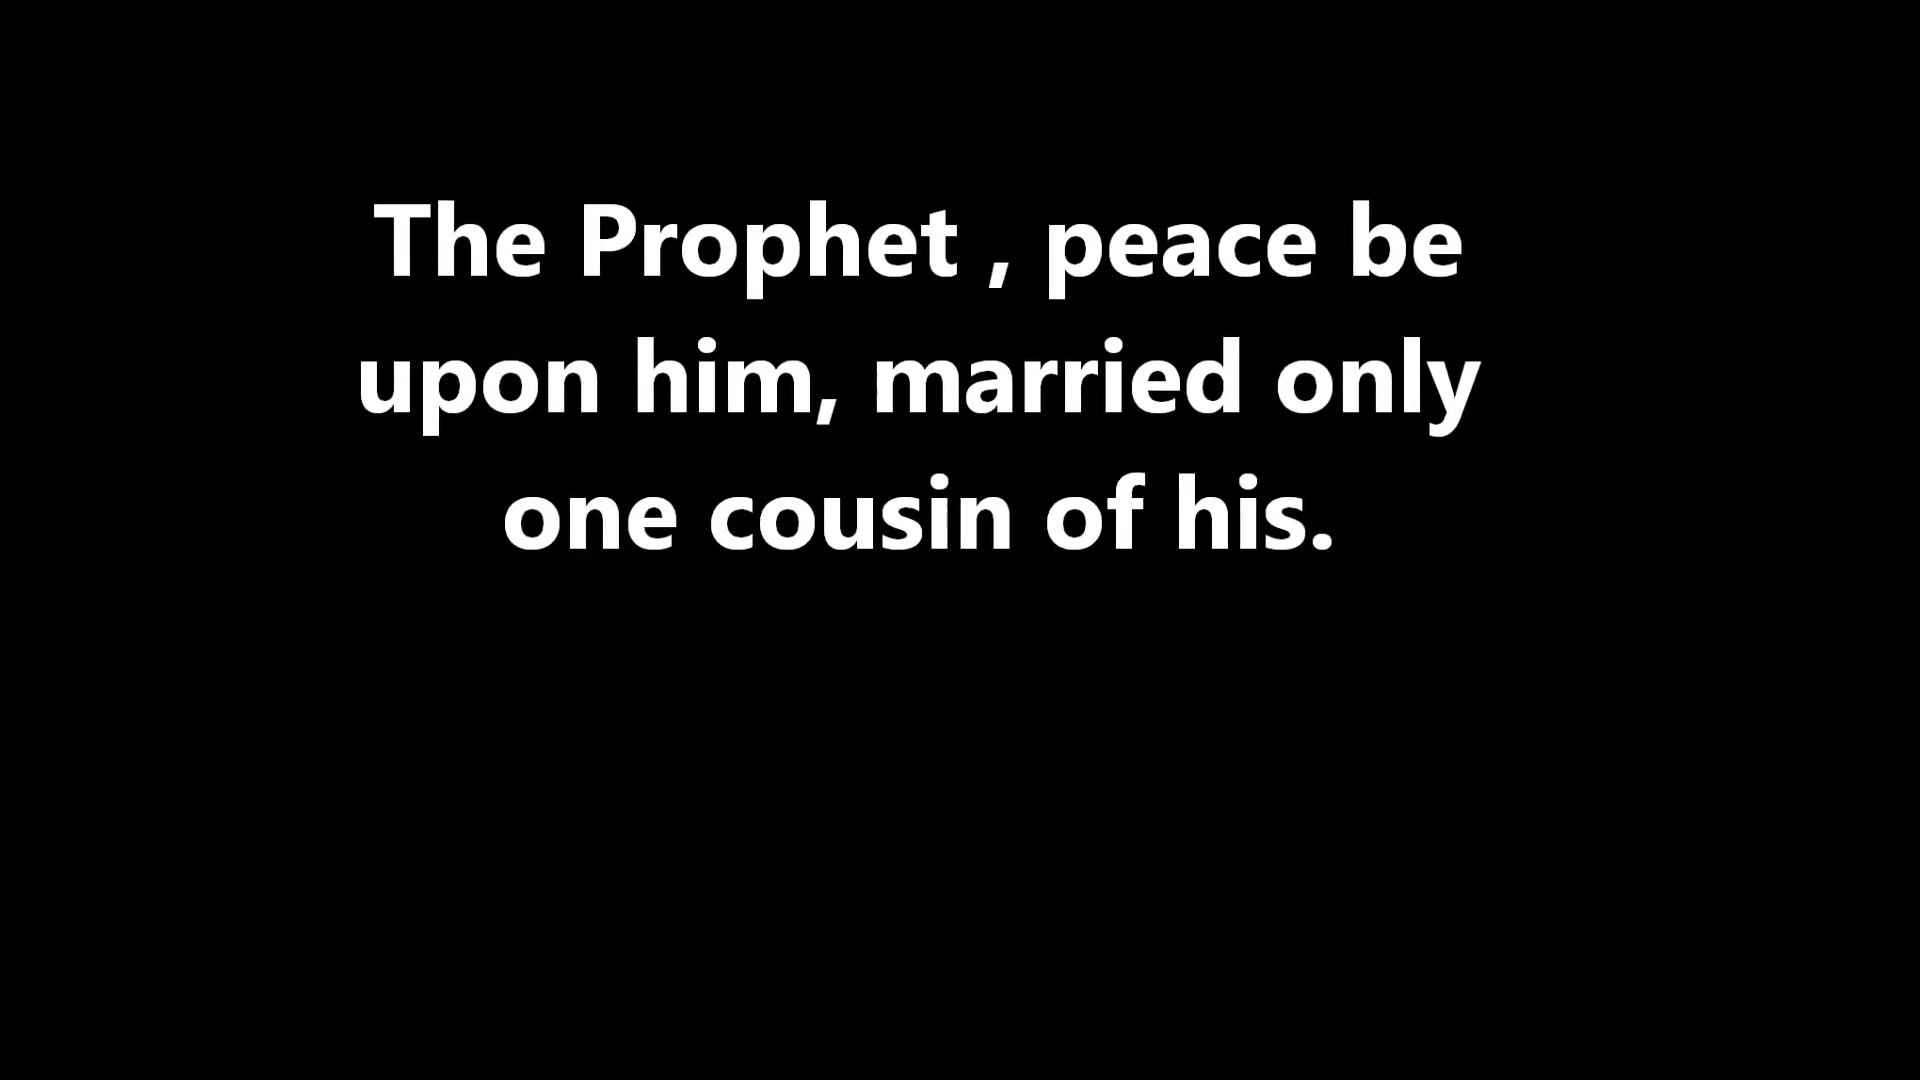 The Prophet , peace be
upon him, married only
one cousin of his.